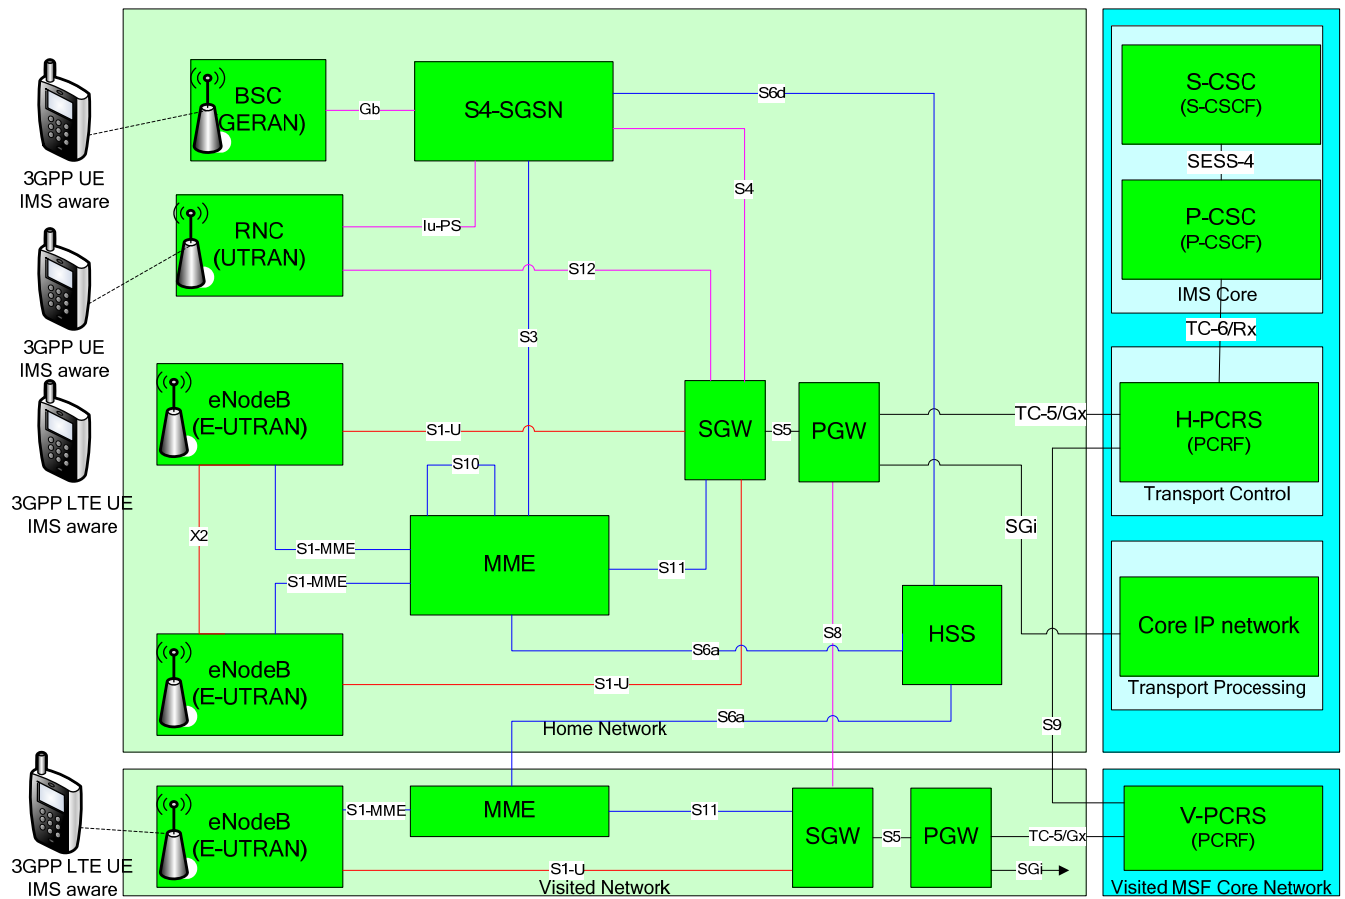 BSC
(GERAN)
Gb
S4-SGSN
S6d
S-CSC
(S-CSCF)
SESS-4
3GPP UE
IMS aware
S4
RNC
(UTRAN)
Iu-PS
P-CSC
(P-CSCF)
IMS Core
S12
TC-6/Rx
3GPP UE
IMS aware
S3
eNodeB
(E-UTRAN)
S1-U
SGW
S5
PGW
TC-5/Gx
H-PCRS
(PCRF)
Transport Control
S10
3GPP LTE UE
IMS aware
X2
S1-MME
S1-MME
MME
S11
SGi
Core IP network
Transport Processing
S8
HSS
S6a
eNodeB
(E-UTRAN)
S1-U
S6a
S9
Home Network
eNodeB
(E-UTRAN)
S1-MME
MME
S11
SGW
S5
PGW
TC-5/Gx
V-PCRS
(PCRF)
3GPP LTE UE
IMS aware
S1-U
SGi
Visited Network
Visited MSF Core Network